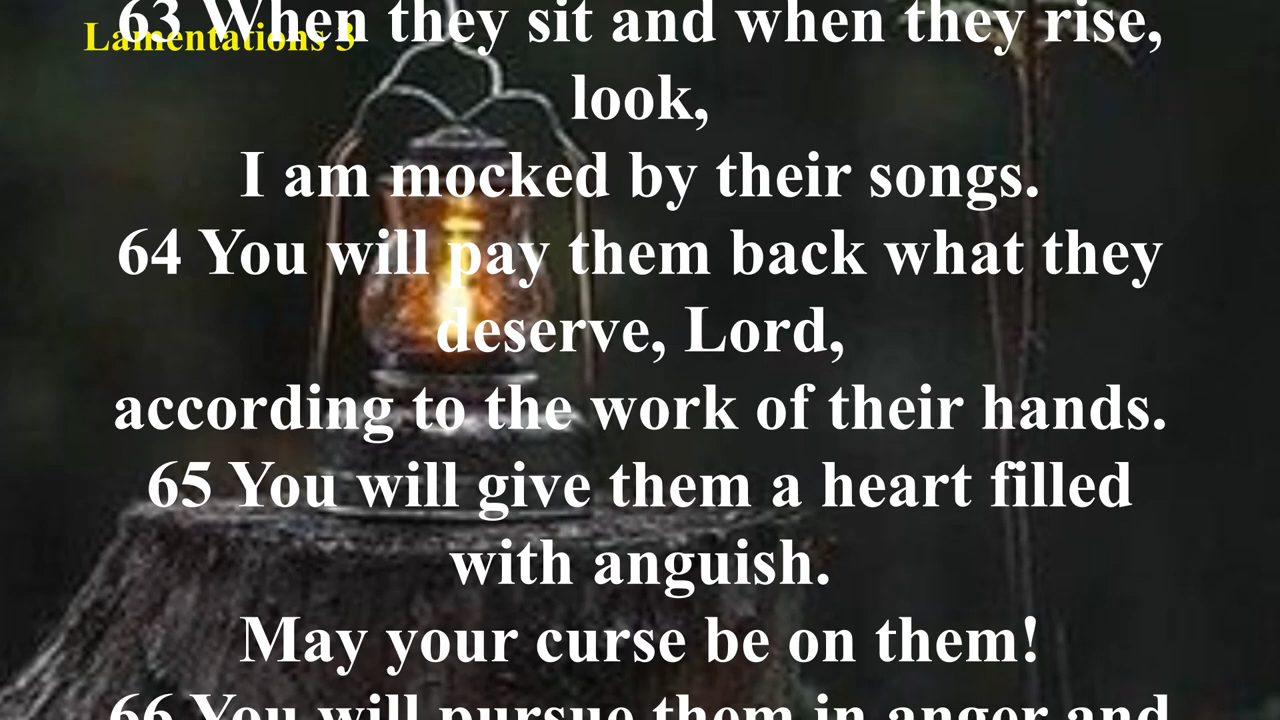 Lamentations 3
63 When they sit and when they rise,
look,
I am mocked by their songs.
64 You will pay them back what they
deserve, Lord,
according to the work of their hands.
65 You will give them a heart filled
with anguish.
May your curse be on them!
66 You will pursue them in anger and